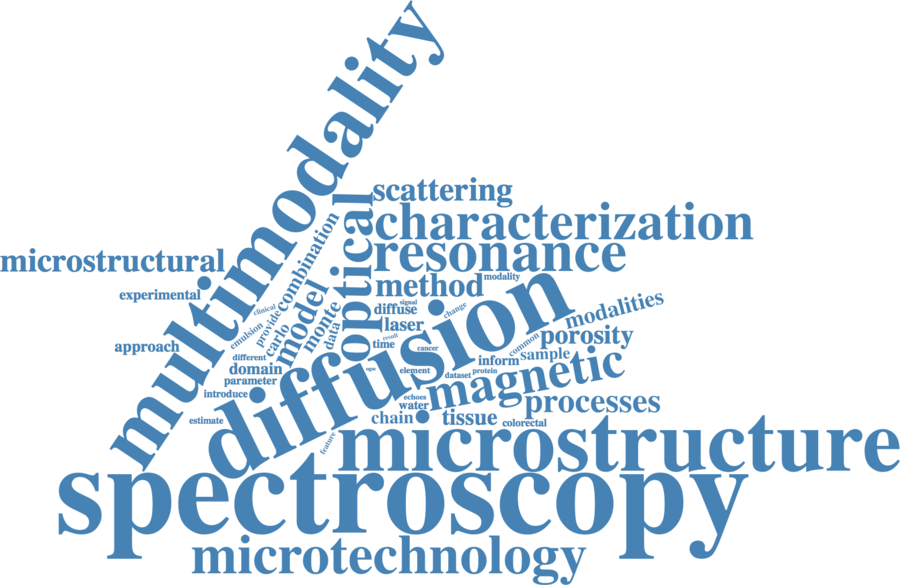 multimodality
scattering
optical
characterization
resonance
microstructural
combination
method
modality
experimental
signal
diffuse
change
clinical
provide
model
monte
emulsion
carlo
data
laser
modalities
diffusion
porosity
approach
result
time
cancer
common
different
inform
sample
domain
element
dataset
protein
parameter
magnetic
introduce
echoes
water
processes
estimate
chain
tissue
colorectal
feature
microstructure
spectroscopy
microtechnology